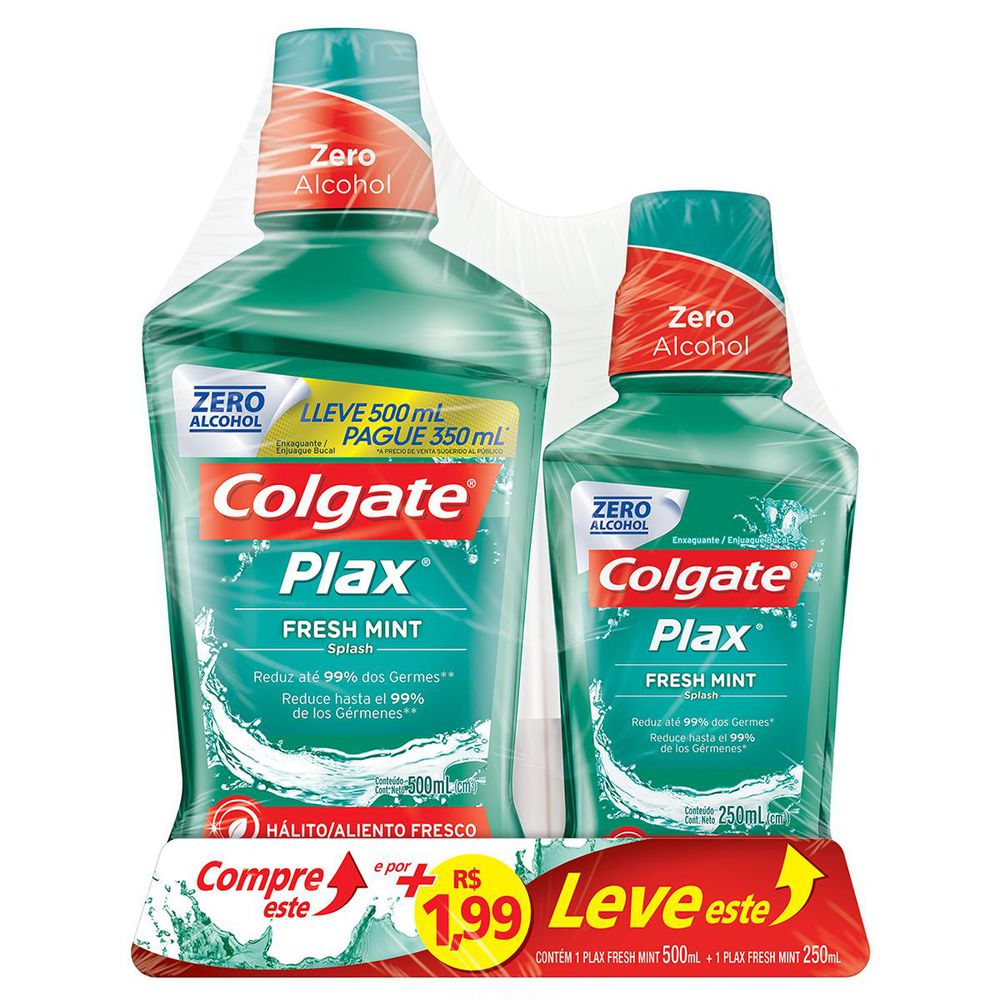 Zero
Alcohol
ZERO
ALCOHOL
LLEVE 500 mL
PAGUE 350 mL*
*A PRECIO DE VENTA SUGERIDO AL PÚBLICO
Enxaguante /
Enjuague Bucal
Colgate®
Plax®
FRESH MINT
Splash
Reduz até 99% dos Germes**
Reduce hasta el 99%
de los Gérmenes**
Conteúdo
Cont. Neto 500mL (cm³)
HÁLITO/ALIENTO FRESCO
Zero
Alcohol
ZERO
ALCOHOL
Enxaguante / Enjuague Bucal
Colgate®
Plax®
FRESH MINT
Splash
Reduz até 99% dos Germes*
Reduce hasta el 99%
de los Gérmenes*
Conteúdo
Cont. Neto 250mL (cm³)
Compre
este
e por +
R$
1,99
Leve este
CONTÉM 1 PLAX FRESH MINT 500mL + 1 PLAX FRESH MINT 250mL